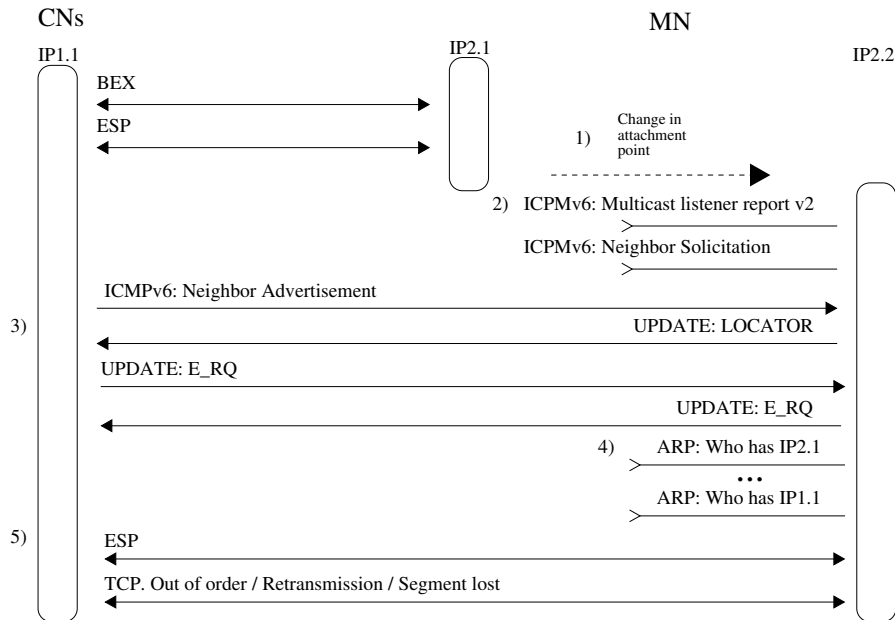 CNs
MN
IP1.1
IP2.1
IP2.2
BEX
ESP
1)
Change in
attachment
point
2)
ICPMv6: Multicast listener report v2
ICPMv6: Neighbor Solicitation
ICMPv6: Neighbor Advertisement
3)
UPDATE: LOCATOR
UPDATE: E_RQ
UPDATE: E_RQ
4)
ARP: Who has IP2.1
...
ARP: Who has IP1.1
5)
ESP
TCP. Out of order / Retransmission / Segment lost